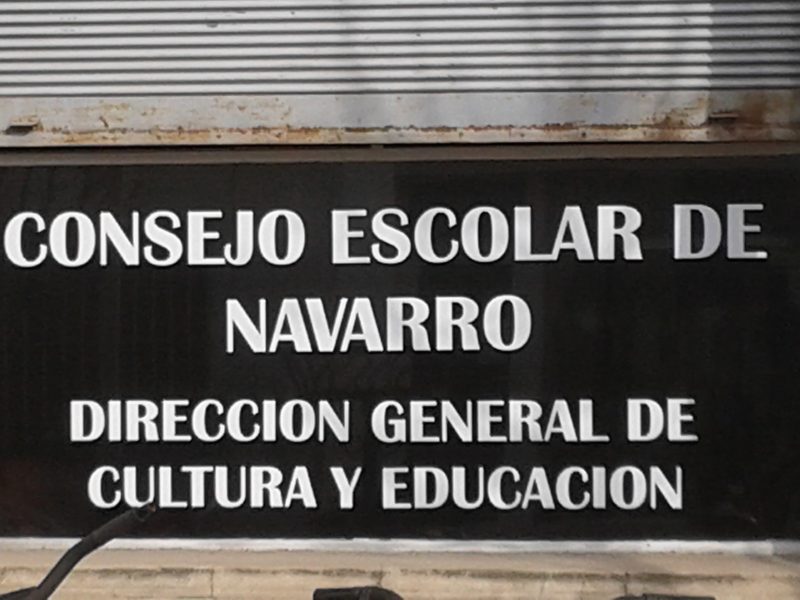 CONSEJO ESCOLAR DE
NAVARRO
DIRECCION GENERAL DE
CULTURA Y EDUCACION